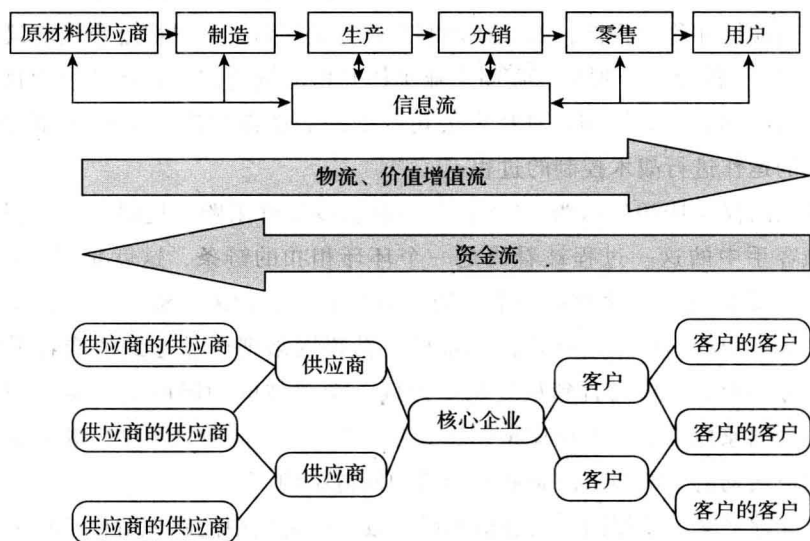 原材料供应商
制造
生产
分销
零售
用户
信息流
物流、价值增值流
资金流
供应商的供应商
供应商
客户
客户的客户
核心企业
供应商的供应商
客户的客户
供应商
客户
供应商的供应商
客户的客户